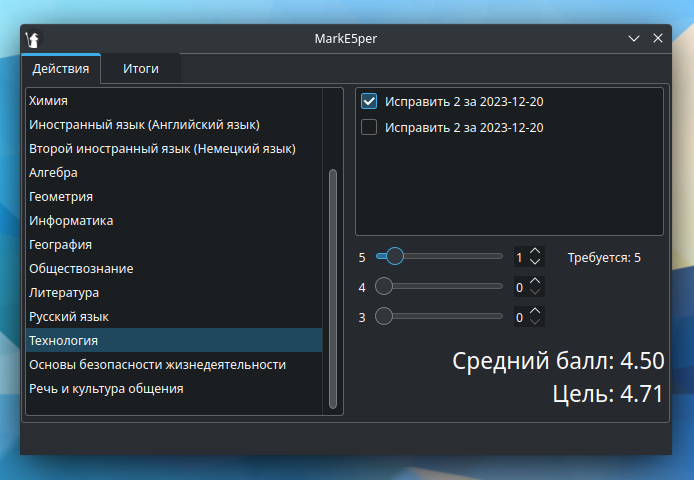 MarkE5per
Действия
Итоги
Химия
Иностранный язык (Английский язык)
Второй иностранный язык (Немецкий язык)
Алгебра
Геометрия
Информатика
География
Обществознание
Литература
Русский язык
Технология
Основы безопасности жизнедеятельности
Речь и культура общения
Исправить 2 за 2023-12-20
Исправить 2 за 2023-12-20
5 1 Требуется: 5
4 0
3 0
Средний балл: 4.50
Цель: 4.71